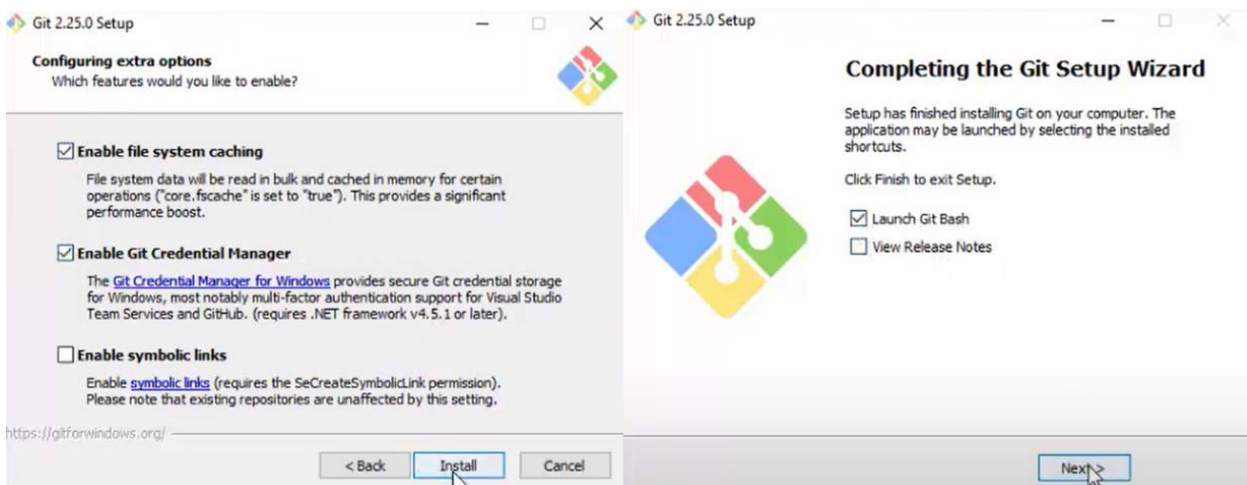 Git 2.25.0 Setup
Configuring extra options
Which features would you like to enable?
Enable file system caching
File system data will be read in bulk and cached in memory for certain
operations ("core.fscache" is set to "true"). This provides a significant
performance boost.
Enable Git Credential Manager
The Git Credential Manager for Windows provides secure Git credential storage
for Windows, most notably multi-factor authentication support for Visual Studio
Team Services and GitHub. (requires .NET framework v4.5.1 or later).
Enable symbolic links
Enable symbolic links (requires the SeCreateSymbolicLink permission).
Please note that existing repositories are unaffected by this setting.
https://gitforwindows.org/
< Back Install Cancel
Git 2.25.0 Setup
Completing the Git Setup Wizard
Setup has finished installing Git on your computer. The
application may be launched by selecting the installed
shortcuts.
Click Finish to exit Setup.
Launch Git Bash
View Release Notes
Next >